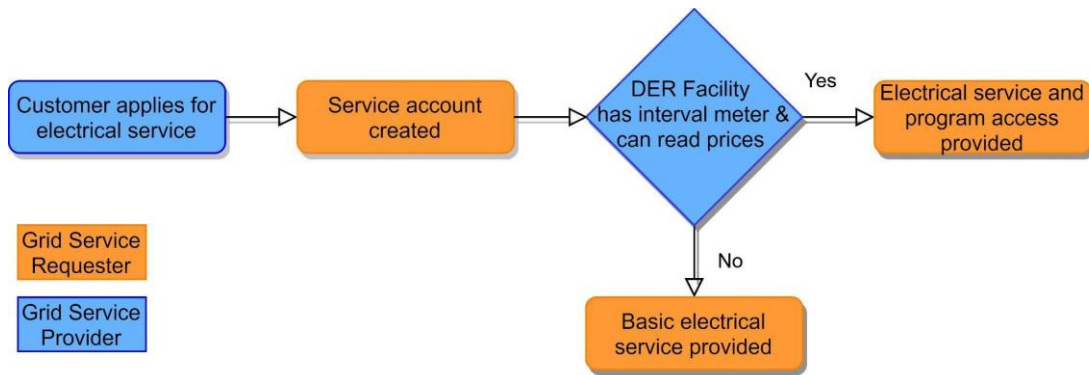 Customer applies for
electrical service
Service account
created
DER Facility
has interval meter &
can read prices
Yes
Electrical service and
program access
provided
No
Basic electrical
service provided
Grid Service
Requester
Grid Service
Provider